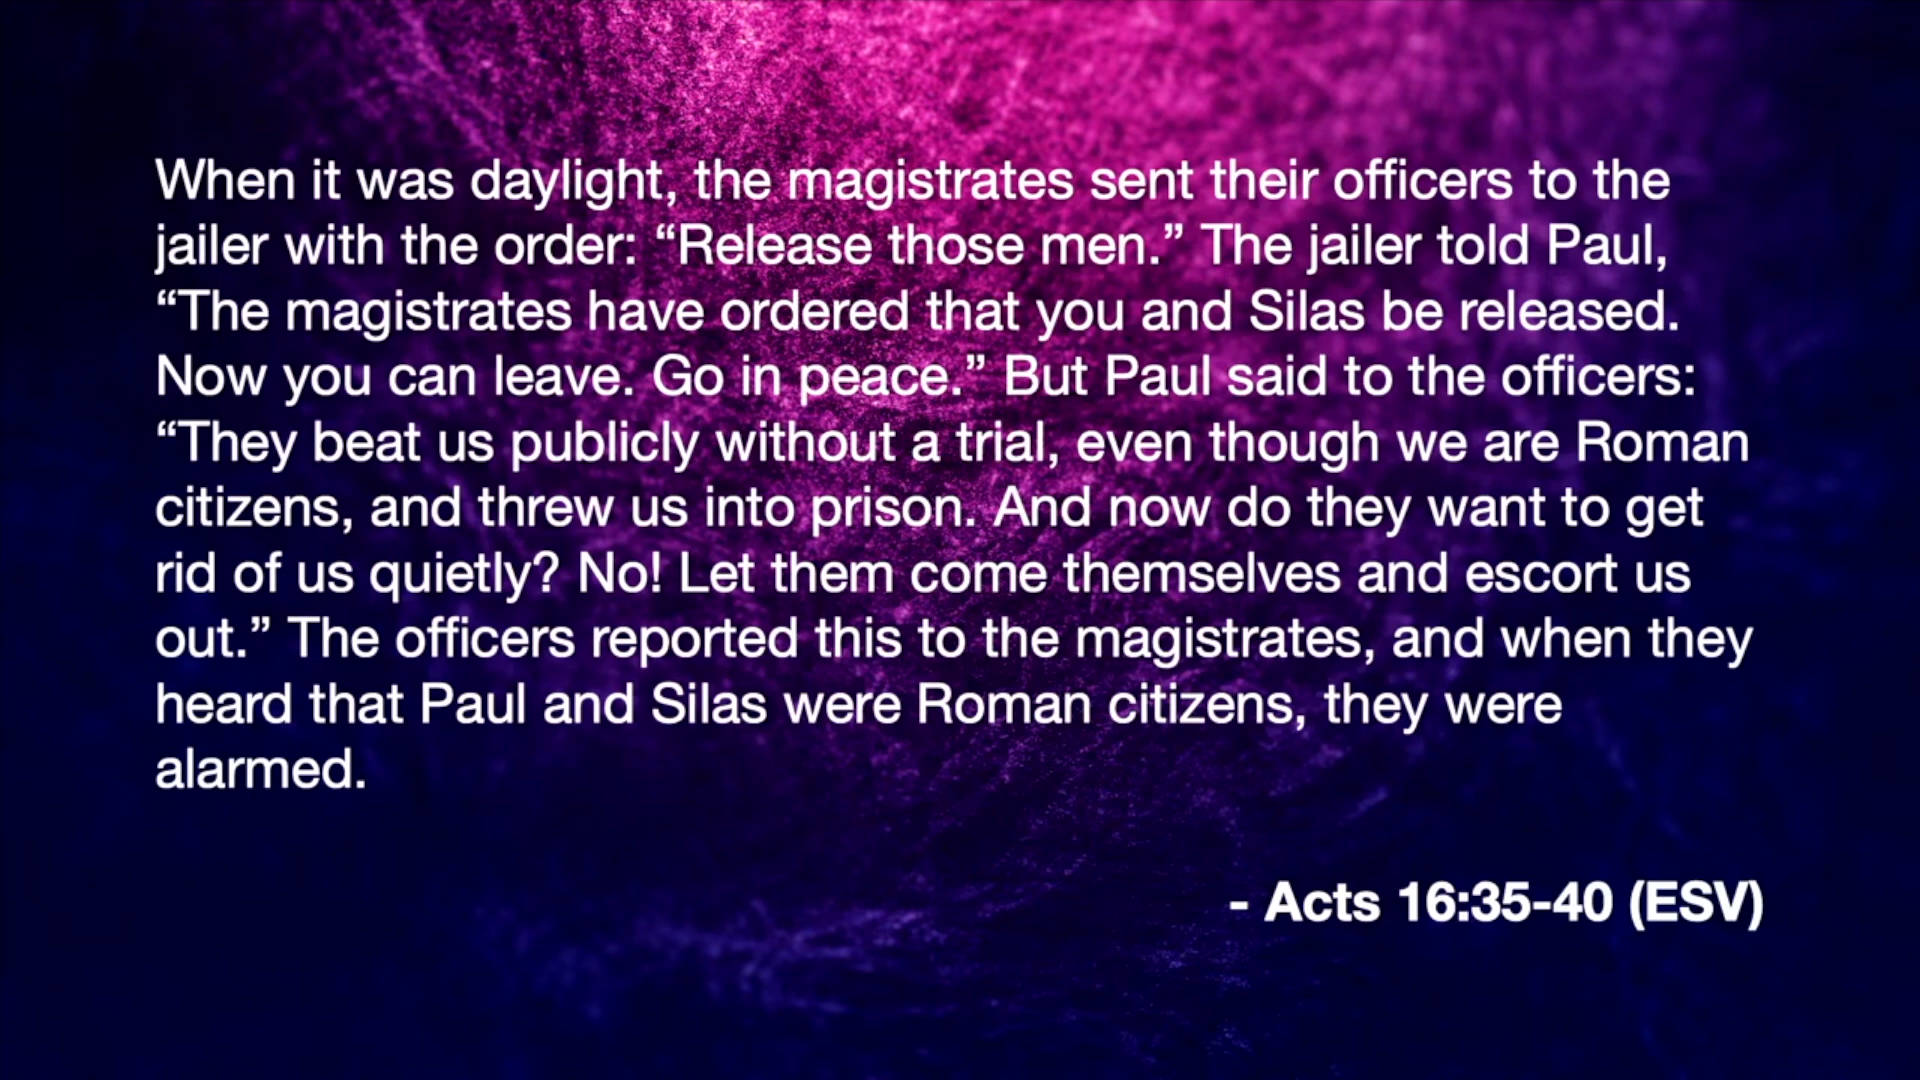 When it was daylight, the magistrates sent their officers to the
jailer with the order: “Release those men.” The jailer told Paul,
“The magistrates have ordered that you and Silas be released.
Now you can leave. Go in peace.” But Paul said to the officers:
“They beat us publicly without a trial, even though we are Roman
citizens, and threw us into prison. And now do they want to get
rid of us quietly? No! Let them come themselves and escort us
out.” The officers reported this to the magistrates, and when they
heard that Paul and Silas were Roman citizens, they were
alarmed.
- Acts 16:35-40 (ESV)